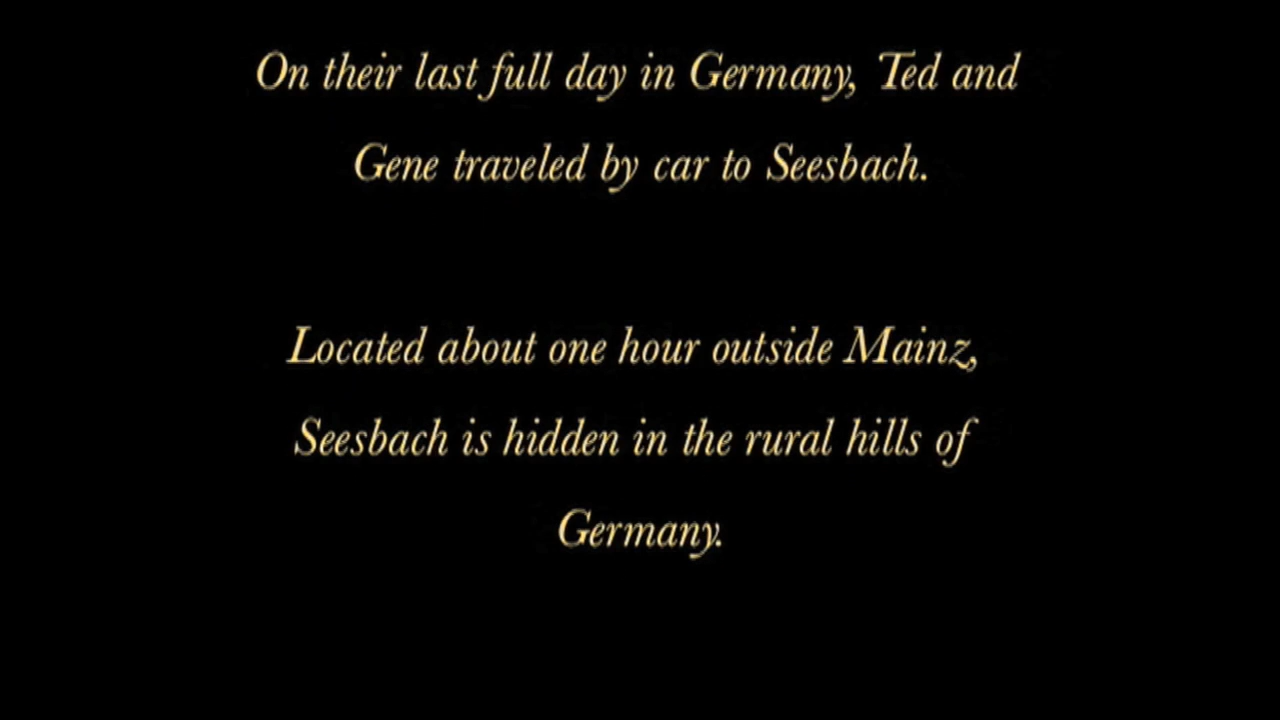 On their last full day in Germany, Ted and
Gene traveled by car to Seesbach.
Located about one hour outside Mainz,
Seesbach is hidden in the rural hills of
Germany.